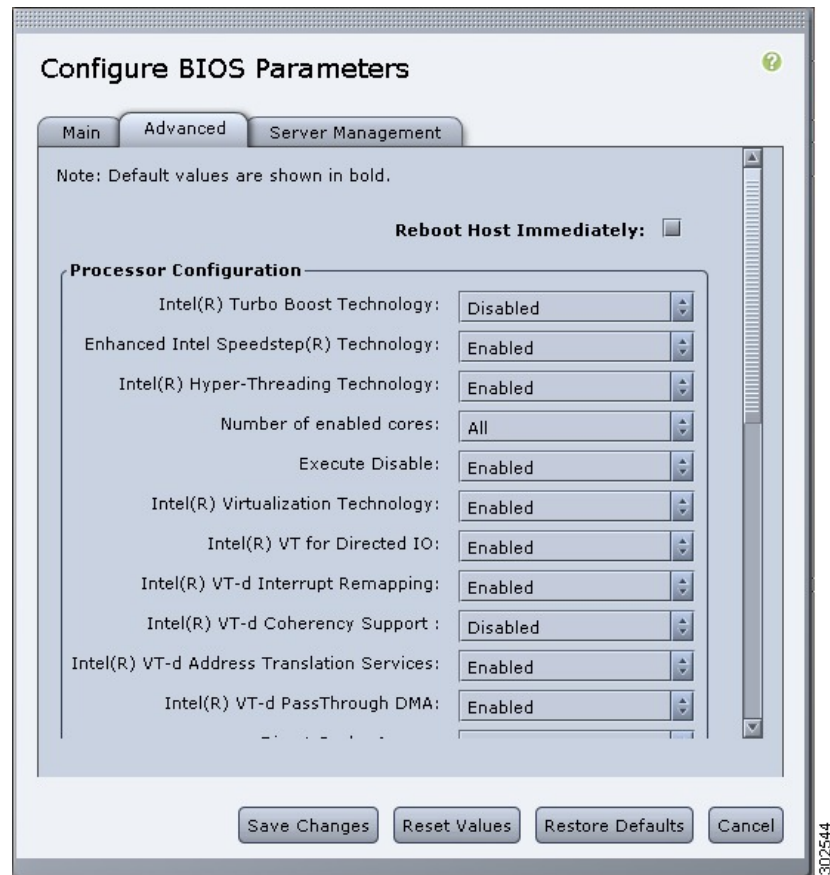 Configure BIOS Parameters
Main
Advanced
Server Management
Note: Default values are shown in bold.
Reboot Host Immediately:
Processor Configuration
Intel(R) Turbo Boost Technology: Disabled
Enhanced Intel Speedstep(R) Technology: Enabled
Intel(R) Hyper-Threading Technology: Enabled
Number of enabled cores: All
Execute Disable: Enabled
Intel(R) Virtualization Technology: Enabled
Intel(R) VT for Directed IO: Enabled
Intel(R) VT-d Interrupt Remapping: Enabled
Intel(R) VT-d Coherency Support : Disabled
Intel(R) VT-d Address Translation Services: Enabled
Intel(R) VT-d PassThrough DMA: Enabled
Save Changes
Reset Values
Restore Defaults
Cancel
302544